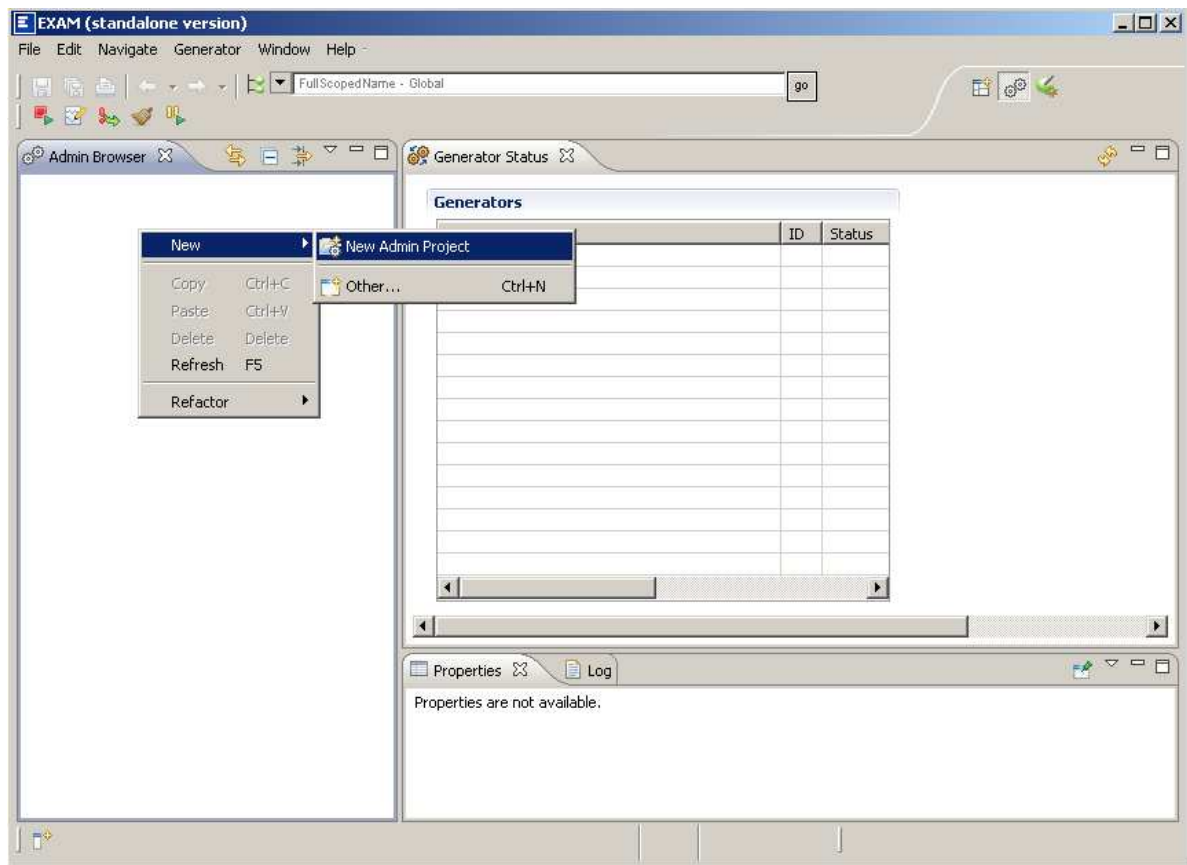 EXAM (standalone version)
File Edit Navigate Generator Window Help
FullScopedName - Global
go
Admin Browser
Generator Status
Generators
ID Status
New
New Admin Project
Copy Ctrl+C
Other... Ctrl+N
Paste Ctrl+V
Delete Delete
Refresh F5
Refactor
Properties
Log
Properties are not available.